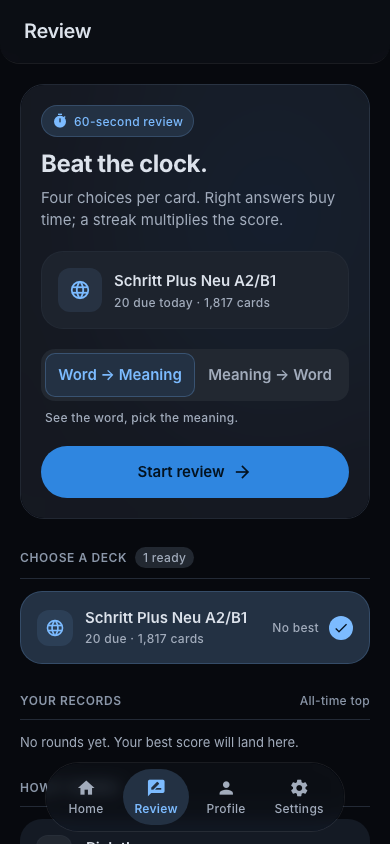 Review
60-second review
Beat the clock.
Four choices per card. Right answers buy
time; a streak multiplies the score.
Schritt Plus Neu A2/B1
20 due today · 1,817 cards
Word → Meaning
Meaning → Word
See the word, pick the meaning.
Start review →
CHOOSE A DECK
1 ready
Schritt Plus Neu A2/B1
20 due · 1,817 cards
No best
YOUR RECORDS
All-time top
No rounds yet. Your best score will land here.
Home
Review
Profile
Settings